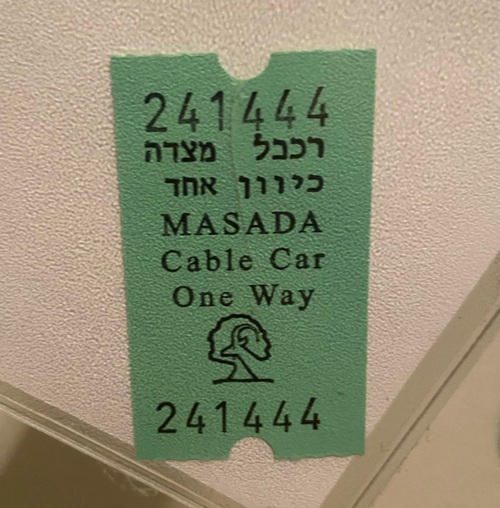 241444
רכבל מצדה
כיוון אחד
MASADA
Cable Car
One Way
241444